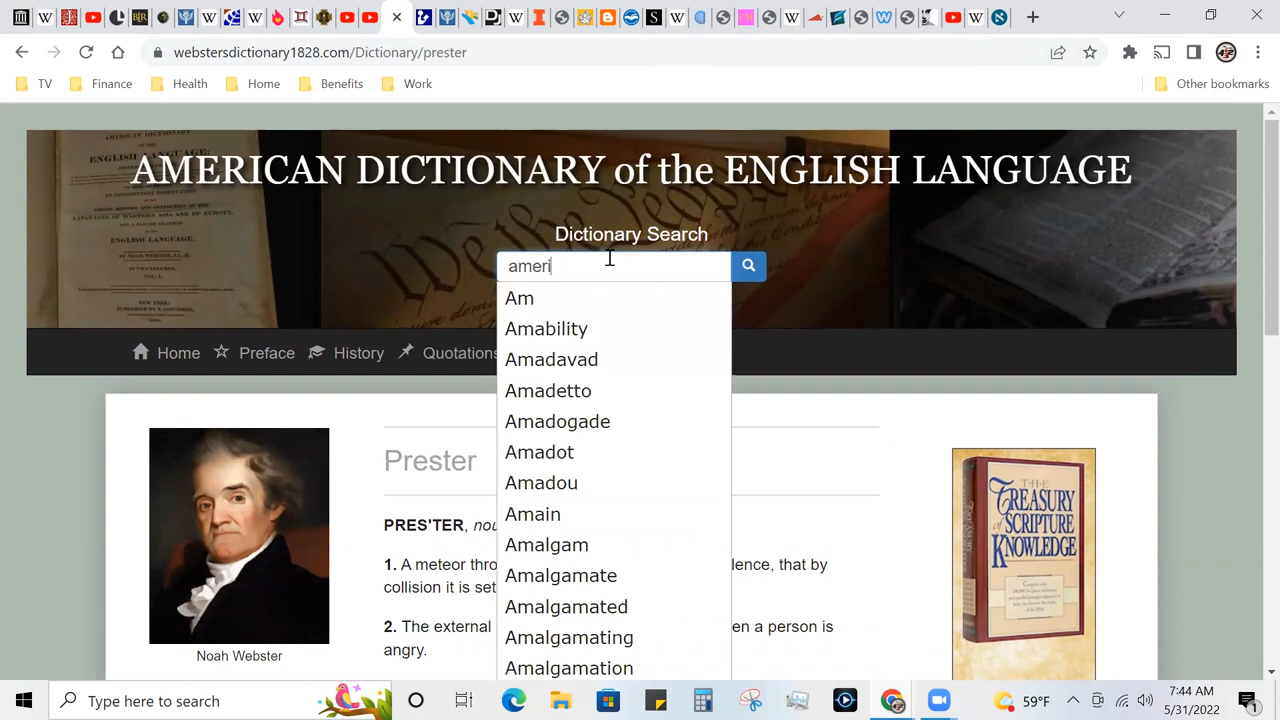 webstersdictionary1828.com/Dictionary/prester
TV Finance Health Home Benefits Work Other bookmarks
AMERICAN DICTIONARY of the ENGLISH LANGUAGE
Dictionary Search
ameri
Am
Amability
Amadavad
Amadetto
Amadogade
Amadot
Amadou
Amain
Amalgam
Amalgamate
Amalgamated
Amalgamating
Amalgamation
Home Preface History Quotations
Prester
PRES'TER, nou
1. A meteor thro lence, that by
collision it is set
2. The external en a person is
angry.
Noah Webster
THE
TREASURY
OF
SCRIPTURE
KNOWLEDGE
Type here to search
59°F
7:44 AM
5/31/2022
1